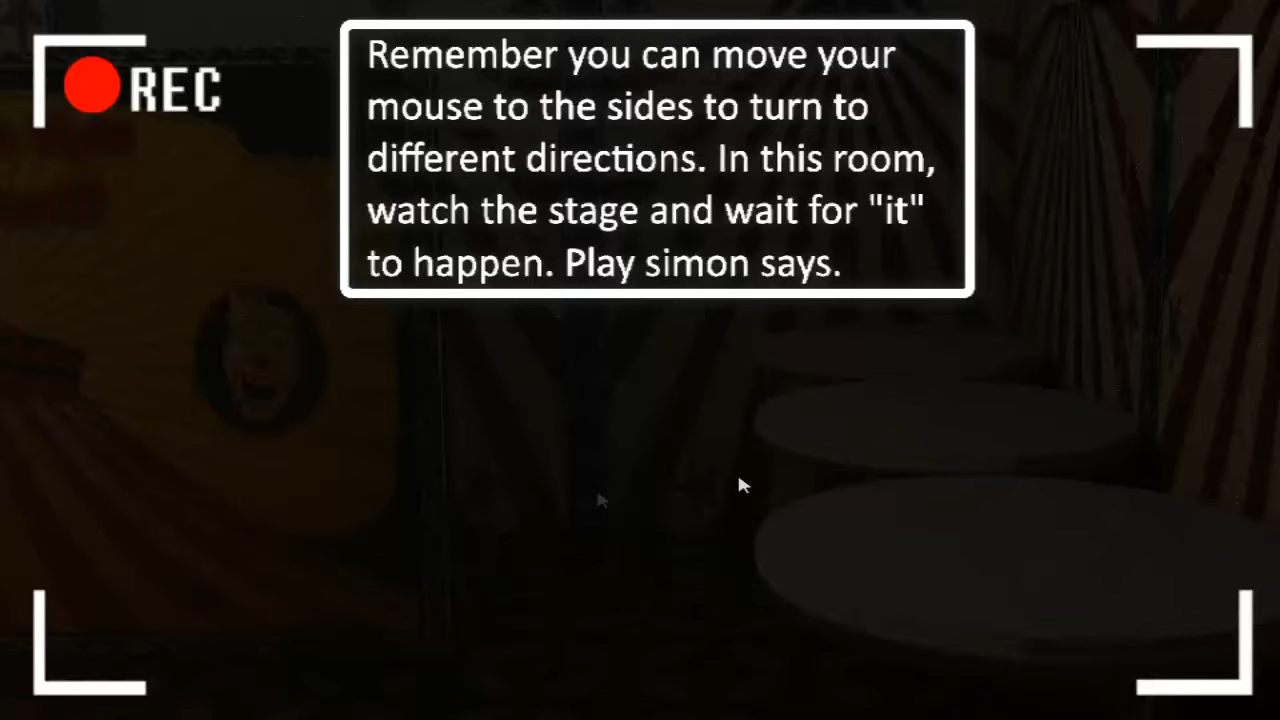 REC
Remember you can move your
mouse to the sides to turn to
different directions. In this room,
watch the stage and wait for "it"
to happen. Play simon says.